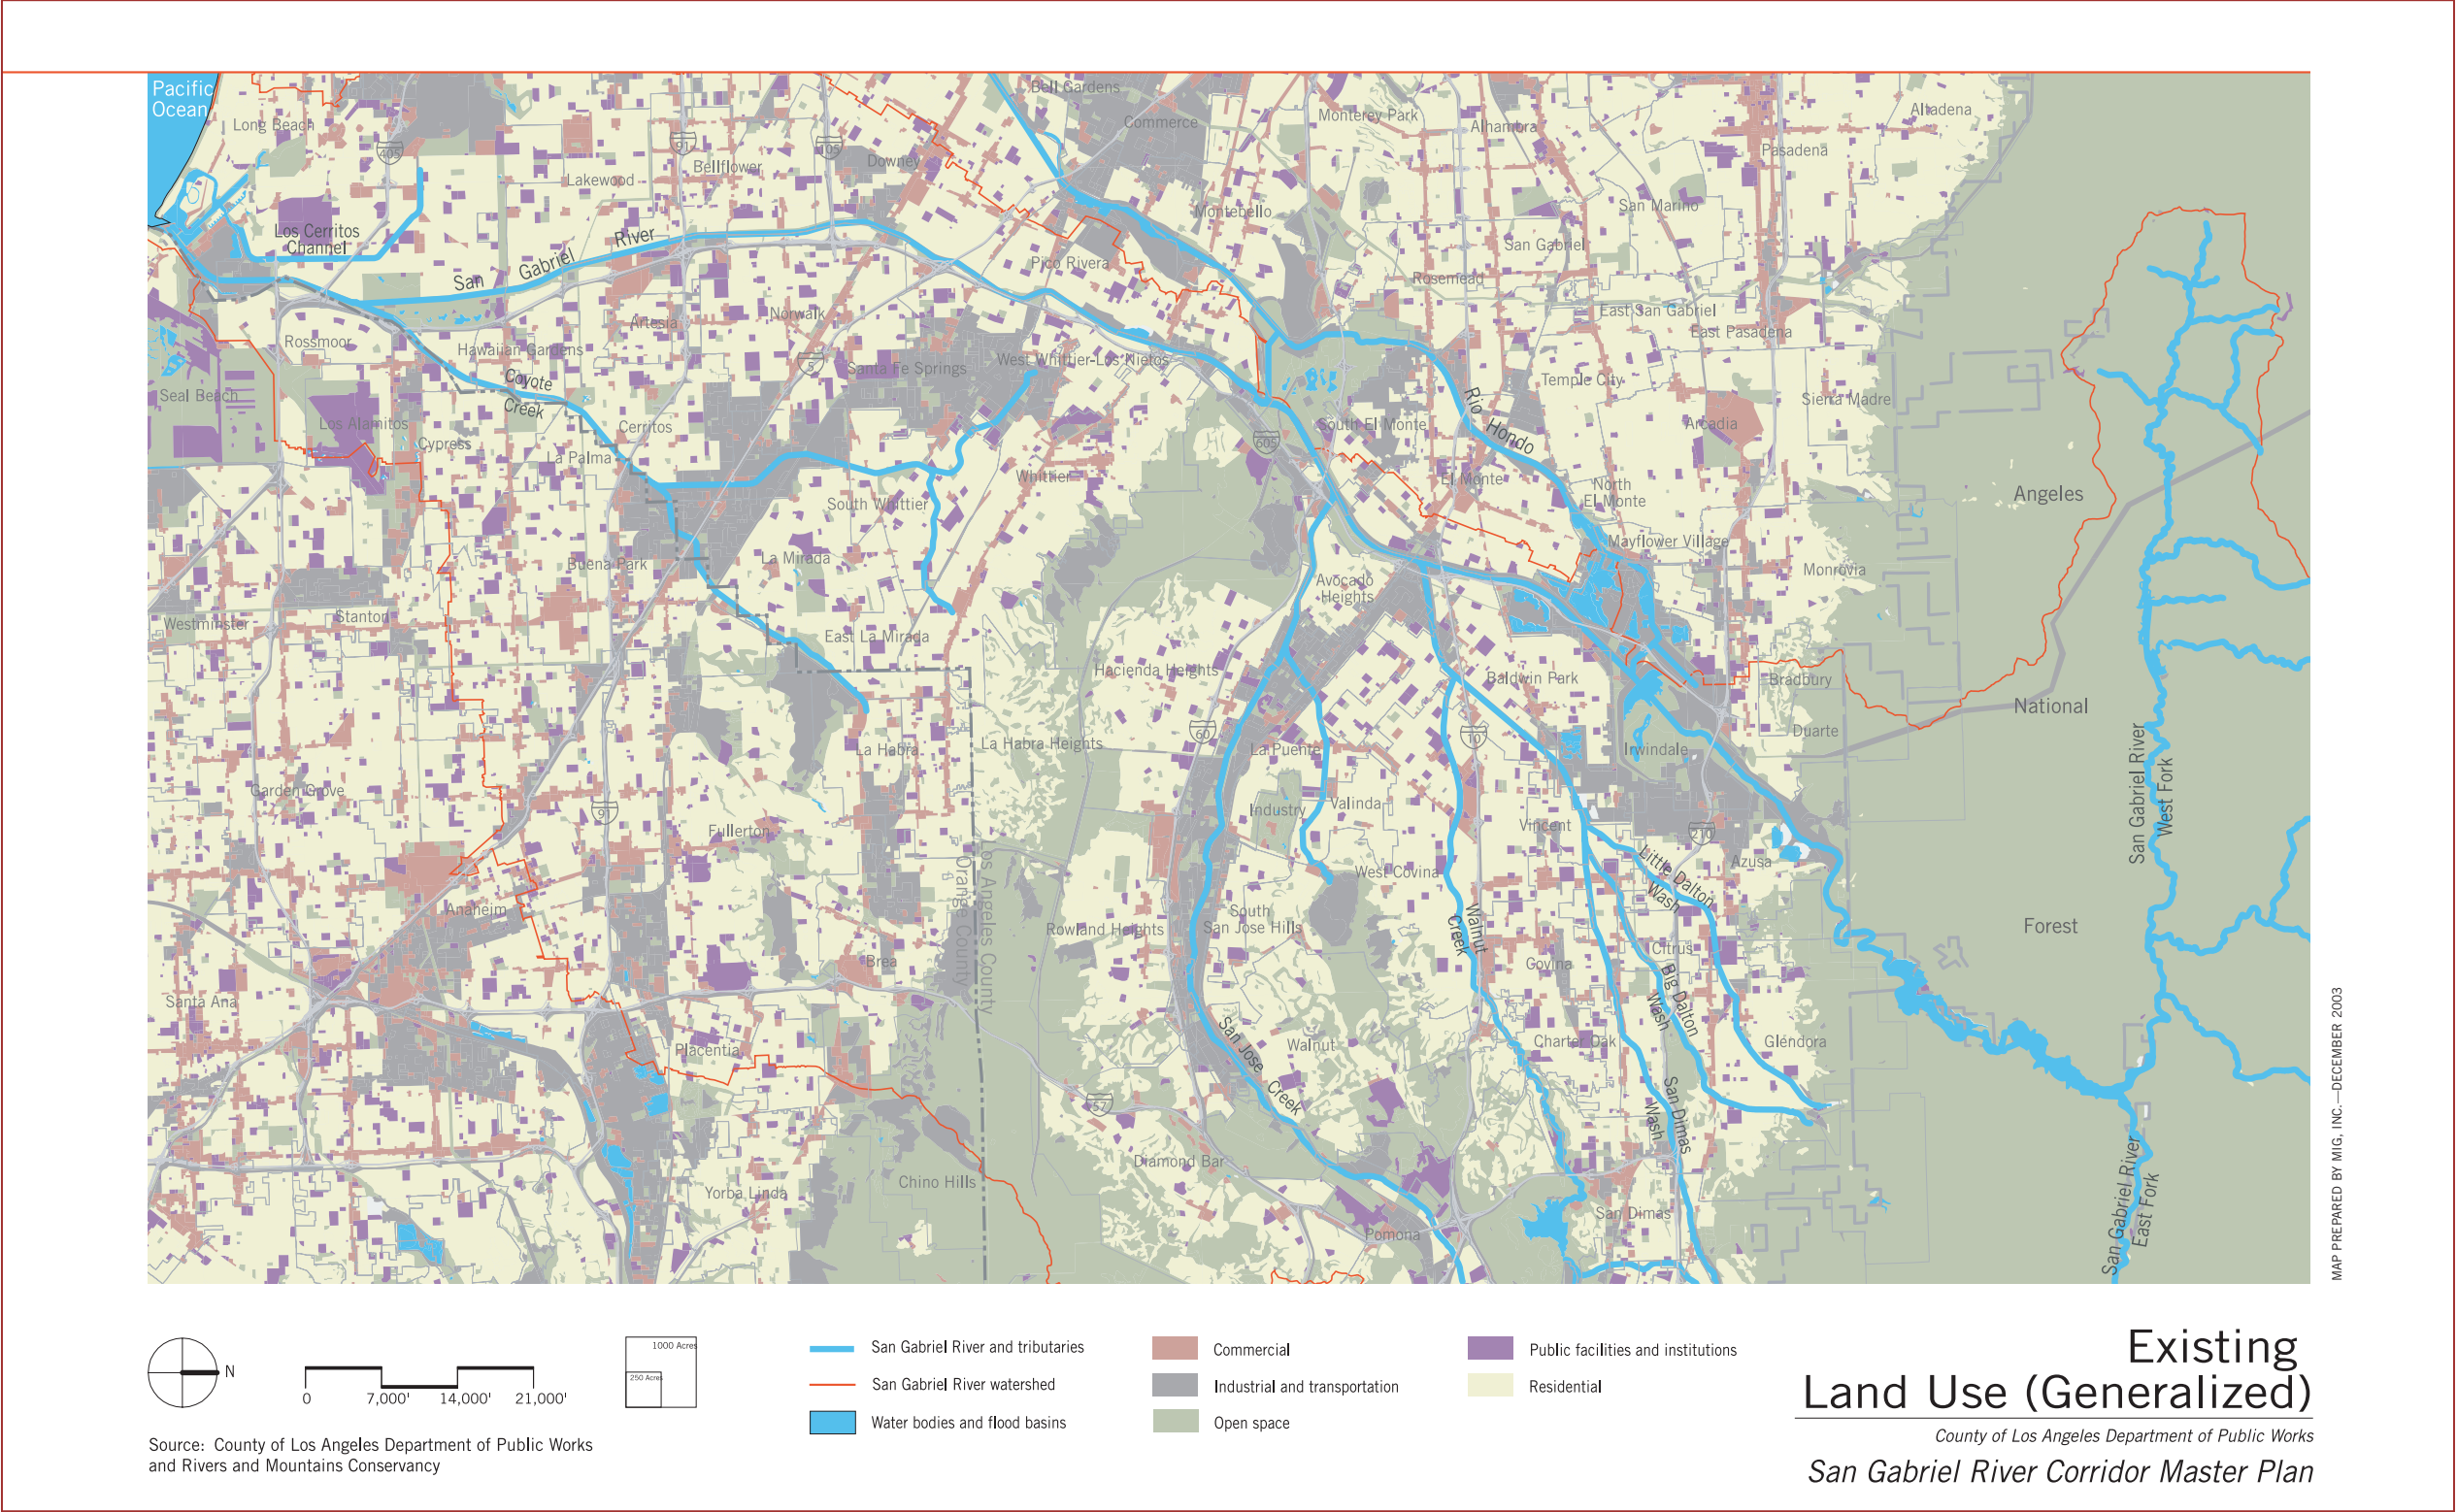 Pacific
Ocean
Long Beach
405
Los Cerritos
Channel
Lakewood
91
Bellflower
105
Downey
Bell Gardens
Commerce
Montebello
Monterey Park
Alhambra
San Marino
San Gabriel
Pasadena
Altadena
San Gabriel River
Pico Rivera
Rosemead
East San Gabriel
East Pasadena
Rossmoor
Artesia
Norwalk
Hawaiian Gardens
5
Santa Fe Springs
West Whittier-Los Nietos
Temple City
Sierra Madre
Seal Beach
Coyote
Creek
Los Alamitos
Cypress
Cerritos
La Palma
605
South El Monte
Rio Hondo
Arcadia
Whittier
El Monte
North
El Monte
Angeles
South Whittier
Mayflower Village
Monrovia
Buena Park
La Mirada
Avocado
Heights
Westminster
Stanton
East La Mirada
Hacienda Heights
Baldwin Park
Bradbury
National
La Habra
La Habra Heights
60
La Puente
10
Irwindale
Duarte
San Gabriel River
West Fork
Garden Grove
91
Fullerton
Industry
Valinda
Vincent
210
Azusa
Los Angeles County
Orange County
West Covina
Little Dalton
Wash
Anaheim
Rowland Heights
South
San Jose Hills
Walnut
Creek
Citrus
Forest
Brea
Covina
Big Dalton
Wash
Santa Ana
Placentia
San Jose Creek
Walnut
Charter Oak
Glendora
57
San Dimas
Wash
Diamond Bar
Chino Hills
Yorba Linda
San Dimas
Pomona
San Gabriel River
East Fork
MAP PREPARED BY MIG, INC.—DECEMBER 2003
N
0
7,000'
14,000'
21,000'
1000 Acres
250 Acres
San Gabriel River and tributaries
San Gabriel River watershed
Water bodies and flood basins
Commercial
Industrial and transportation
Open space
Public facilities and institutions
Residential
Source: County of Los Angeles Department of Public Works
and Rivers and Mountains Conservancy
Existing
Land Use (Generalized)
County of Los Angeles Department of Public Works
San Gabriel River Corridor Master Plan